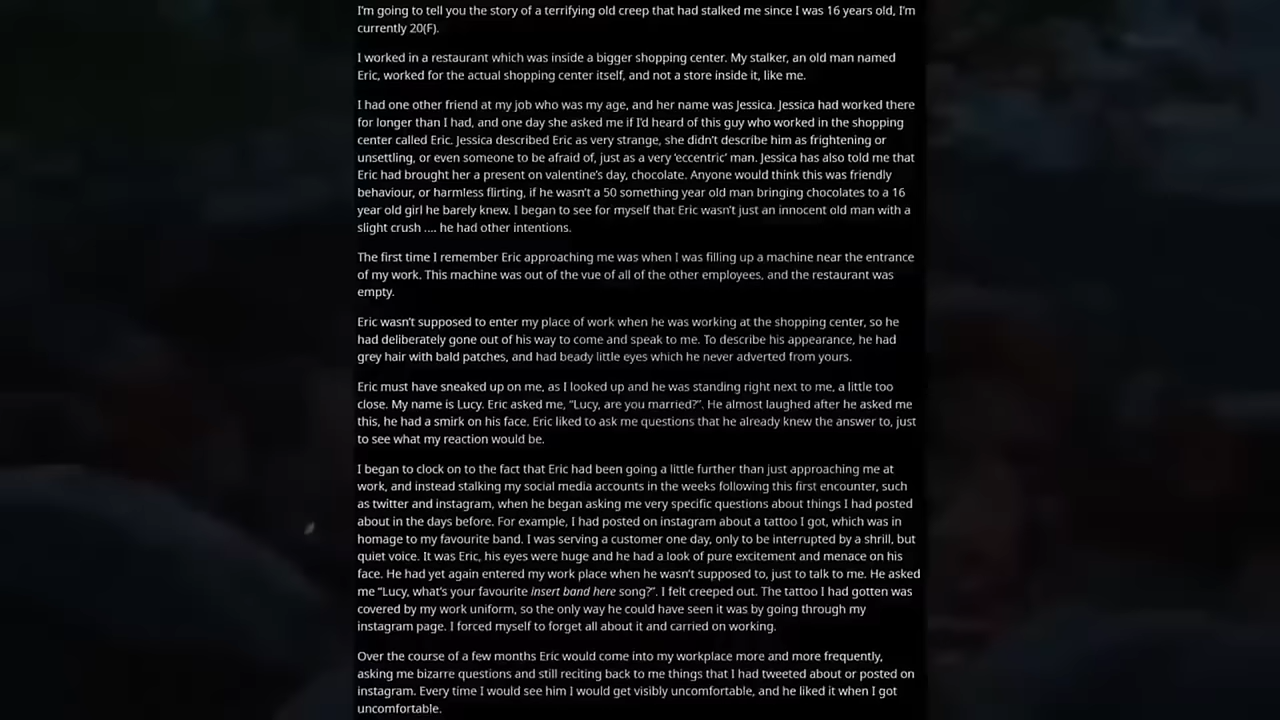 I'm going to tell you the story of a terrifying old creep that had stalked me since I was 16 years old, I'm
currently 20(F).
I worked in a restaurant which was inside a bigger shopping center. My stalker, an old man named
Eric, worked for the actual shopping center itself, and not a store inside it, like me.
I had one other friend at my job who was my age, and her name was Jessica. Jessica had worked there
for longer than I had, and one day she asked me if I'd heard of this guy who worked in the shopping
center called Eric. Jessica described Eric as very strange, she didn't describe him as frightening or
unsettling, or even someone to be afraid of, just as a very 'eccentric' man. Jessica has also told me that
Eric had brought her a present on valentine's day, chocolate. Anyone would think this was friendly
behaviour, or harmless flirting, if he wasn't a 50 something year old man bringing chocolates to a 16
year old girl he barely knew. I began to see for myself that Eric wasn't just an innocent old man with a
slight crush .... he had other intentions.
The first time I remember Eric approaching me was when I was filling up a machine near the entrance
of my work. This machine was out of the vue of all of the other employees, and the restaurant was
empty.
Eric wasn't supposed to enter my place of work when he was working at the shopping center, so he
had deliberately gone out of his way to come and speak to me. To describe his appearance, he had
grey hair with bald patches, and had beady little eyes which he never adverted from yours.
Eric must have sneaked up on me, as I looked up and he was standing right next to me, a little too
close. My name is Lucy. Eric asked me, "Lucy, are you married?". He almost laughed after he asked me
this, he had a smirk on his face. Eric liked to ask me questions that he already knew the answer to, just
to see what my reaction would be.
I began to clock on to the fact that Eric had been going a little further than just approaching me at
work, and instead stalking my social media accounts in the weeks following this first encounter, such
as twitter and instagram, when he began asking me very specific questions about things I had posted
about in the days before. For example, I had posted on instagram about a tattoo I got, which was in
homage to my favourite band. I was serving a customer one day, only to be interrupted by a shrill, but
quiet voice. It was Eric, his eyes were huge and he had a look of pure excitement and menace on his
face. He had yet again entered my work place when he wasn't supposed to, just to talk to me. He asked
me "Lucy, what's your favourite insert band here song?". I felt creeped out. The tattoo I had gotten was
covered by my work uniform, so the only way he could have seen it was by going through my
instagram page. I forced myself to forget all about it and carried on working.
Over the course of a few months Eric would come into my workplace more and more frequently,
asking me bizarre questions and still reciting back to me things that I had tweeted about or posted on
instagram. Every time I would see him I would get visibly uncomfortable, and he liked it when I got
uncomfortable.